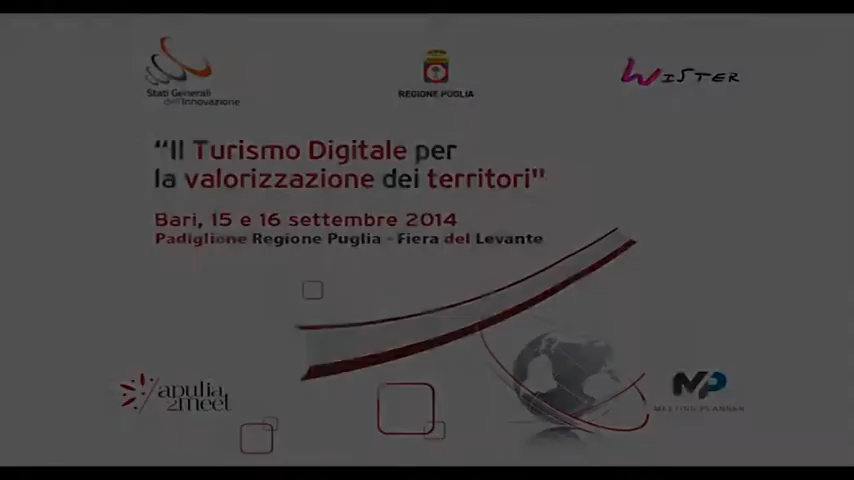 Stati Generali
dell'Innovazione
REGIONE PUGLIA
WISTER
“Il Turismo Digitale per
la valorizzazione dei territori"
Bari, 15 e 16 settembre 2014
Padiglione Regione Puglia - Fiera del Levante
apulia
2meet
MP
MEETING PLANNER